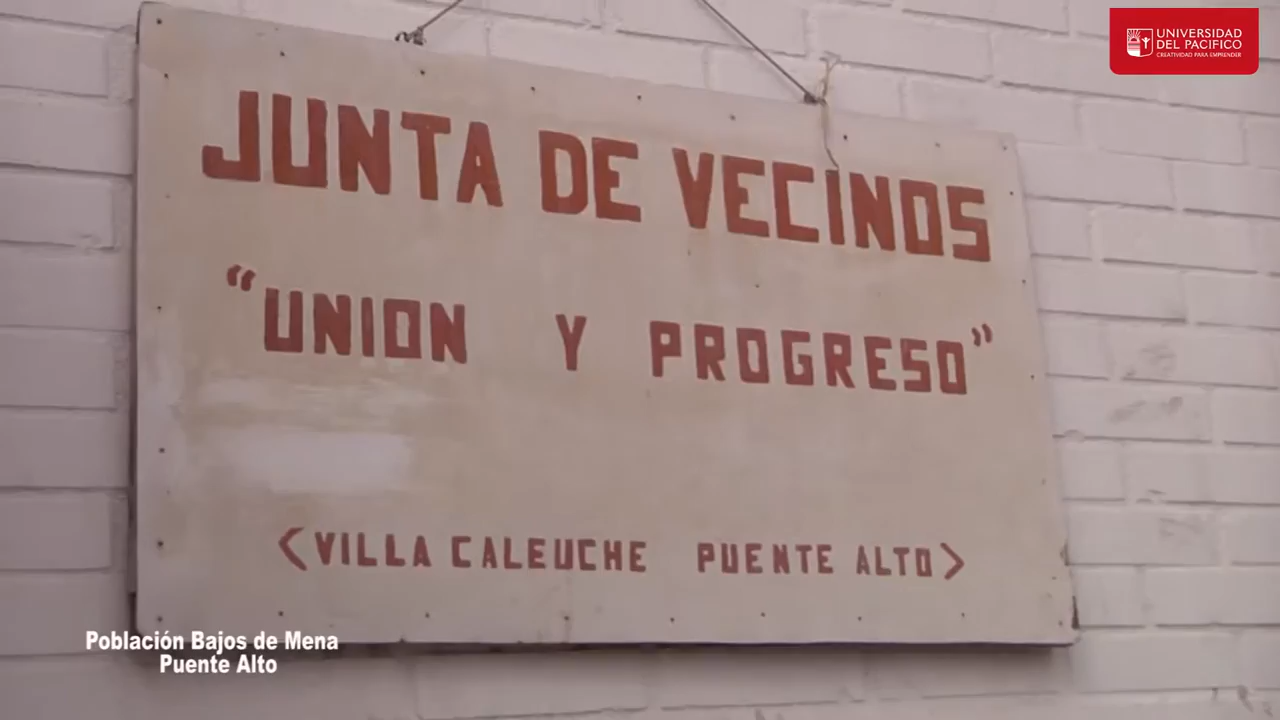 UNIVERSIDAD
DEL PACIFICO
CREATIVIDAD PARA EMPRENDER
JUNTA DE VECINOS
“UNION Y PROGRESO”
<VILLA CALEUCHE PUENTE ALTO>
Población Bajos de Mena
Puente Alto